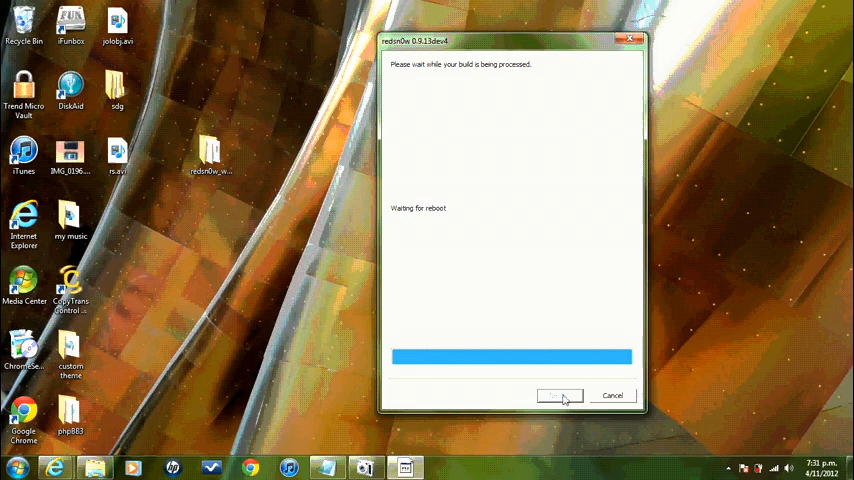 Recycle Bin
iFunbox
jolobj.avi
Trend Micro
Vault
DiskAid
sdg
iTunes
IMG_0196....
rs.avi
redsn0w_w...
Internet
Explorer
my music
Media Center
CopyTrans
Control ...
ChromeSe...
custom
theme
Google
Chrome
phpBB3
redsn0w 0.9.13dev4
Please wait while your build is being processed.
Waiting for reboot
Cancel
7:31 p.m.
4/11/2012